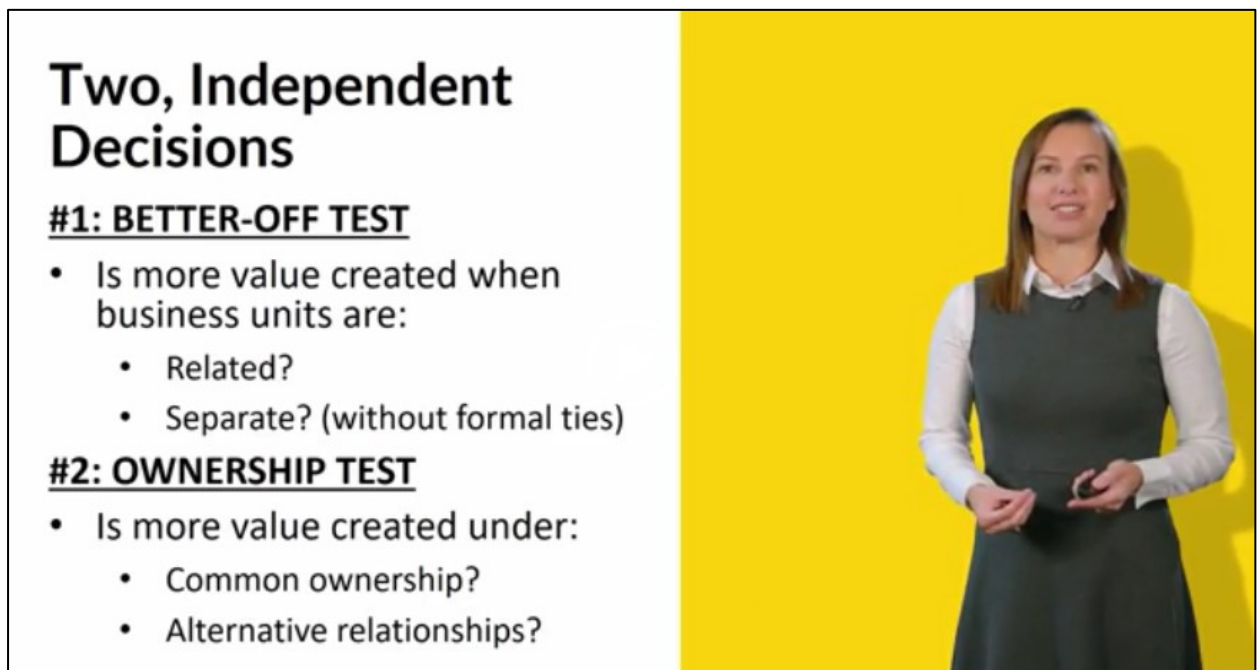 Two, Independent
Decisions
#1: BETTER-OFF TEST
• Is more value created when
business units are:
• Related?
• Separate? (without formal ties)
#2: OWNERSHIP TEST
• Is more value created under:
• Common ownership?
• Alternative relationships?